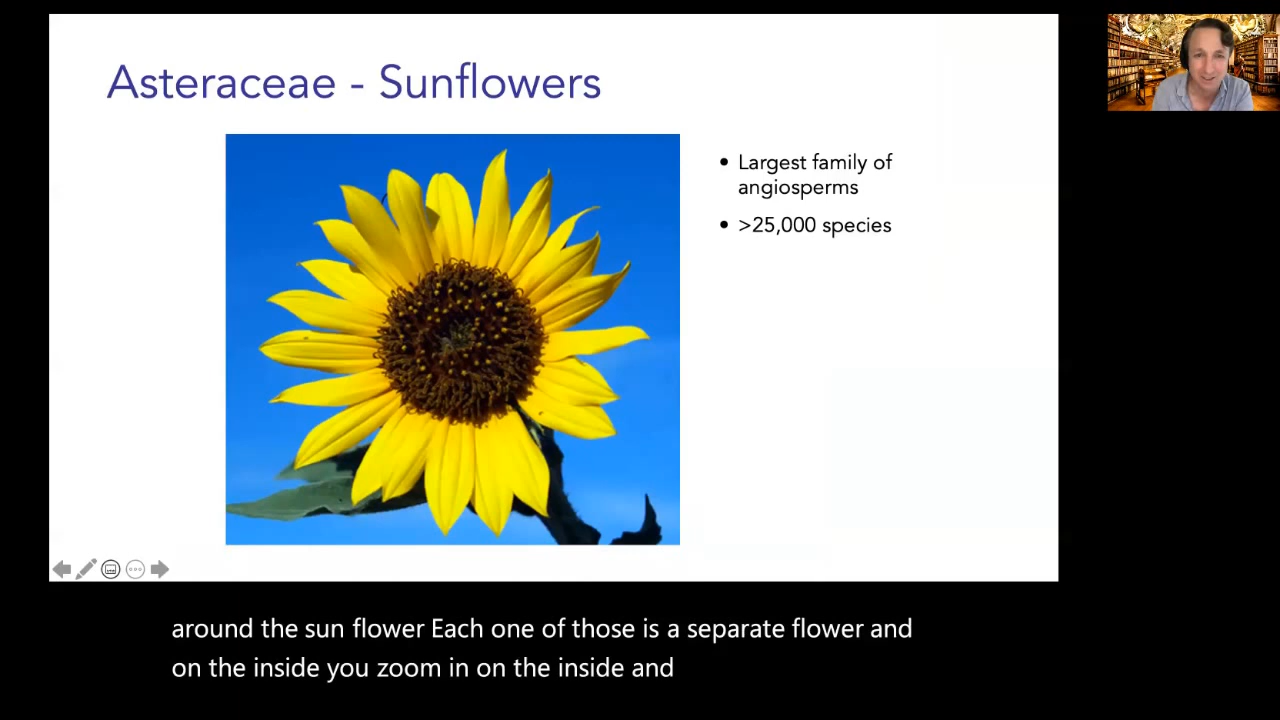 Asteraceae - Sunflowers
• Largest family of
angiosperms
• >25,000 species
around the sun flower Each one of those is a separate flower and
on the inside you zoom in on the inside and